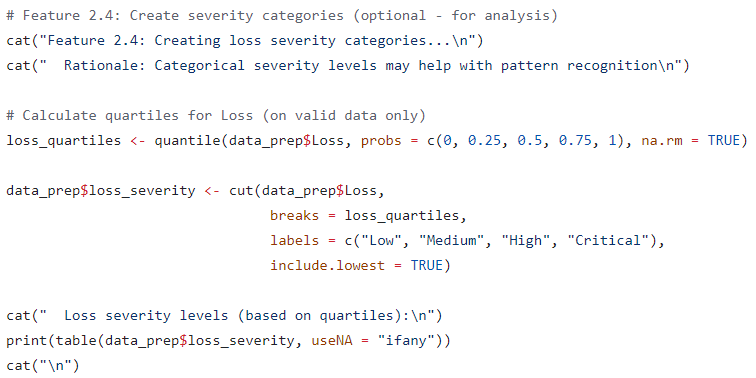 # Feature 2.4: Create severity categories (optional - for analysis)
cat("Feature 2.4: Creating loss severity categories...\n")
cat("  Rationale: Categorical severity levels may help with pattern recognition\n")

# Calculate quartiles for Loss (on valid data only)
loss_quartiles <- quantile(data_prep$Loss, probs = c(0, 0.25, 0.5, 0.75, 1), na.rm = TRUE)

data_prep$loss_severity <- cut(data_prep$Loss,
                                breaks = loss_quartiles,
                                labels = c("Low", "Medium", "High", "Critical"),
                                include.lowest = TRUE)

cat("  Loss severity levels (based on quartiles):\n")
print(table(data_prep$loss_severity, useNA = "ifany"))
cat("\n")